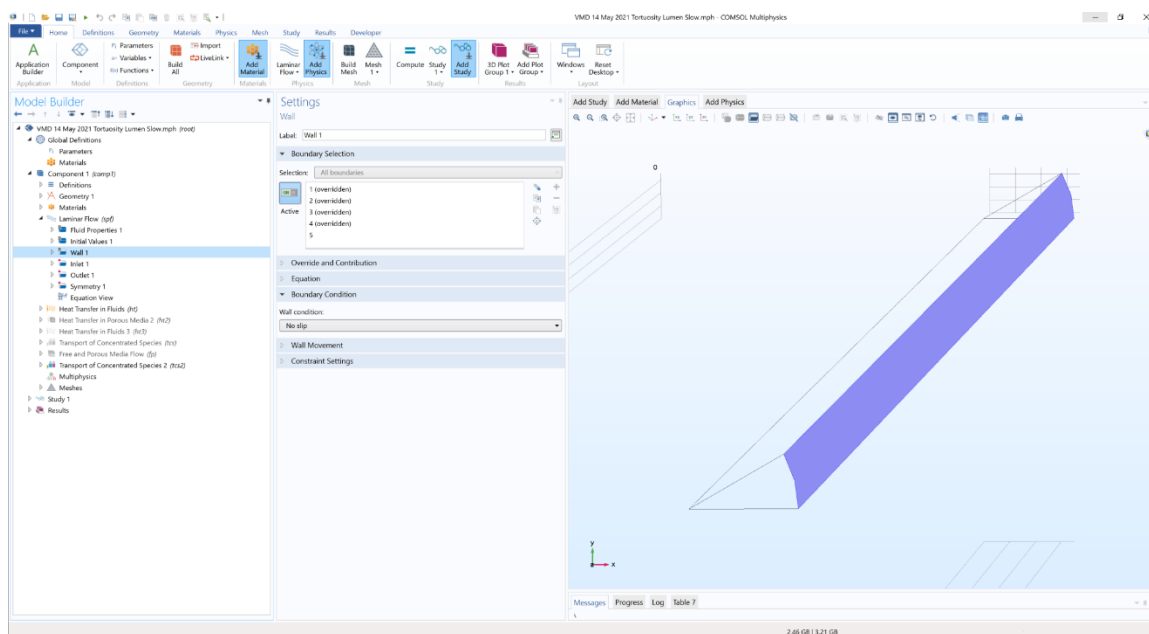 VMD 14 May 2021 Tortuosity Lumen Slow.mph - COMSOL Multiphysics
File Home Definitions Geometry Materials Physics Mesh Study Results Developer
Application Builder
Component
Pi Parameters
Variables
f(x) Functions
Build All
Import
LiveLink
Add Material
Laminar Flow
Add Physics
Build Mesh
Mesh 1
Compute
Study 1
Add Study
3D Plot Group 1
Add Plot Group
Windows
Reset Desktop
Application Model Definitions Geometry Materials Physics Mesh Study Results Layout
Model Builder
VMD 14 May 2021 Tortuosity Lumen Slow.mph (root)
Global Definitions
Pi Parameters
Materials
Component 1 (comp1)
Definitions
Geometry 1
Materials
Laminar Flow (spf)
Fluid Properties 1
Initial Values 1
Wall 1
Inlet 1
Outlet 1
Symmetry 1
Equation View
Heat Transfer in Fluids (ht)
Heat Transfer in Porous Media 2 (ht2)
Heat Transfer in Fluids 3 (ht3)
Transport of Concentrated Species (tcs)
Free and Porous Media Flow (fp)
Transport of Concentrated Species 2 (tcs2)
Multiphysics
Meshes
Study 1
Results
Settings
Wall
Label: Wall 1
Boundary Selection
Selection: All boundaries
Active
1 (overridden)
2 (overridden)
3 (overridden)
4 (overridden)
5
Override and Contribution
Equation
Boundary Condition
Wall condition:
No slip
Wall Movement
Constraint Settings
Add Study Add Material Graphics Add Physics
0
y
x
Messages Progress Log Table 7
2.46 GB | 3.21 GB